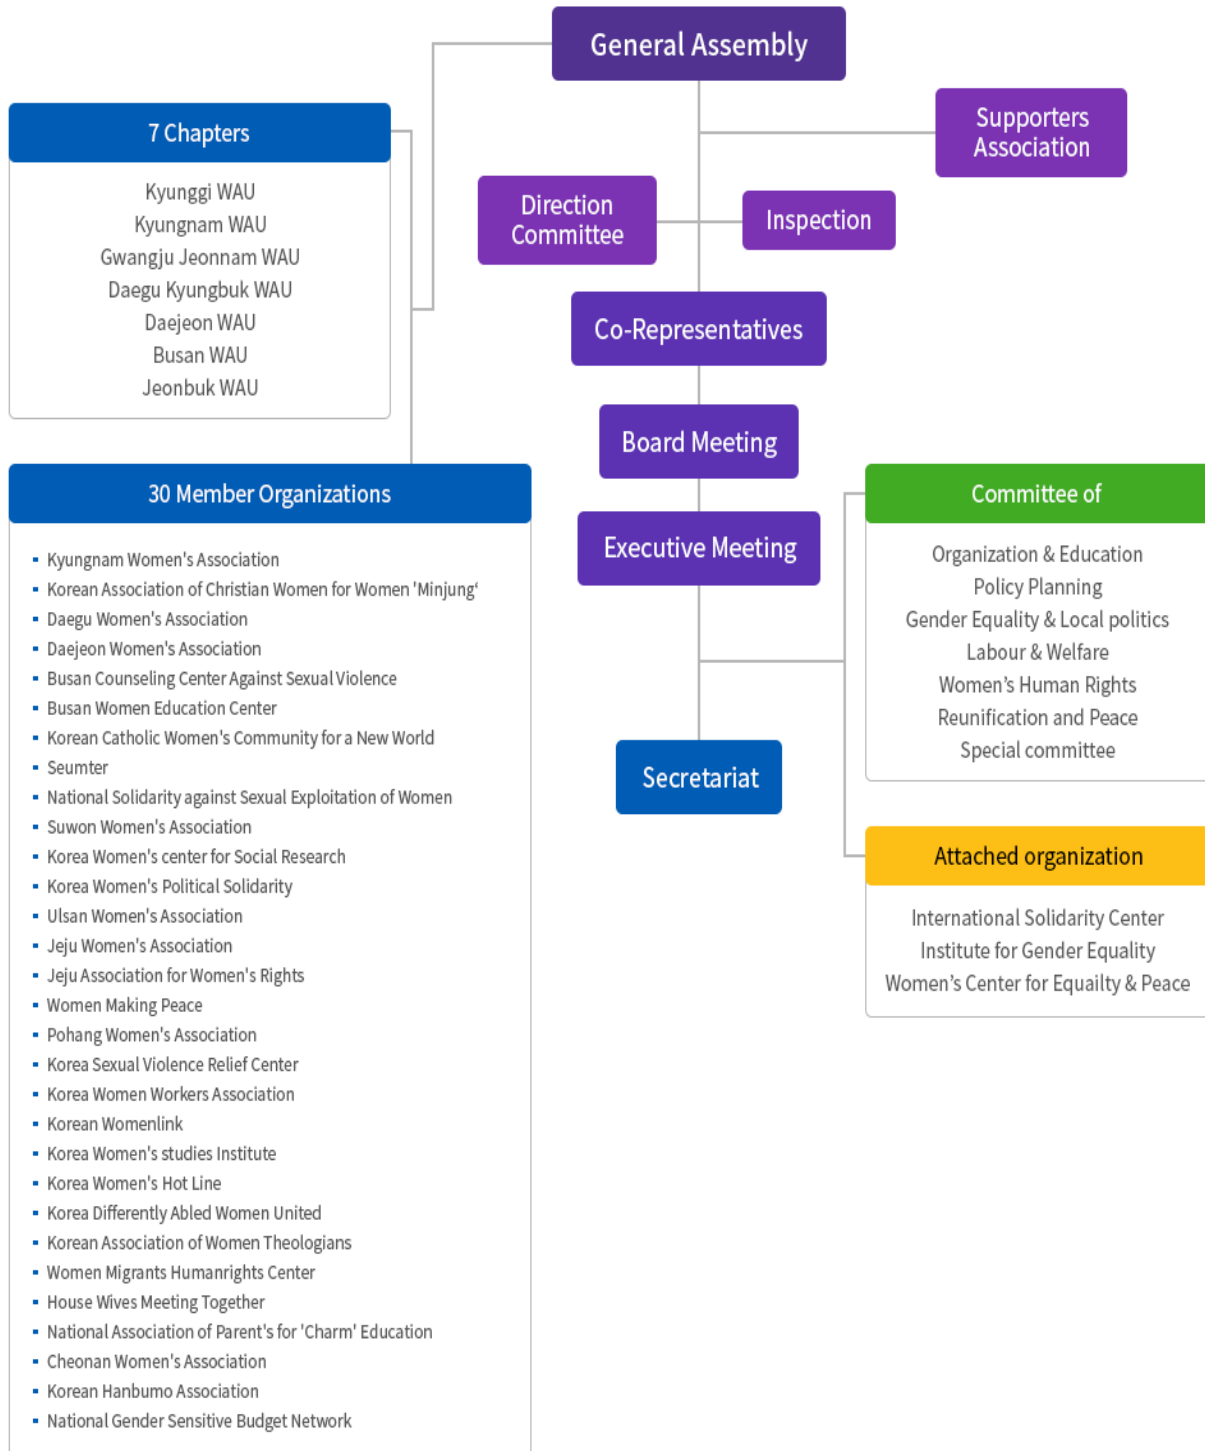 General Assembly
Supporters
Association
Direction
Committee
Inspection
Co-Representatives
Board Meeting
Executive Meeting
Secretariat
7 Chapters
Kyunggi WAU
Kyungnam WAU
Gwangju Jeonnam WAU
Daegu Kyungbuk WAU
Daejeon WAU
Busan WAU
Jeonbuk WAU
30 Member Organizations
Kyungnam Women's Association
Korean Association of Christian Women for Women 'Minjung‘
Daegu Women's Association
Daejeon Women's Association
Busan Counseling Center Against Sexual Violence
Busan Women Education Center
Korean Catholic Women's Community for a New World
Seumter
National Solidarity against Sexual Exploitation of Women
Suwon Women's Association
Korea Women's center for Social Research
Korea Women's Political Solidarity
Ulsan Women's Association
Jeju Women's Association
Jeju Association for Women's Rights
Women Making Peace
Pohang Women's Association
Korea Sexual Violence Relief Center
Korea Women Workers Association
Korean Womenlink
Korea Women's studies Institute
Korea Women's Hot Line
Korea Differently Abled Women United
Korean Association of Women Theologians
Women Migrants Humanrights Center
House Wives Meeting Together
National Association of Parent's for 'Charm' Education
Cheonan Women's Association
Korean Hanbumo Association
National Gender Sensitive Budget Network
Committee of
Organization & Education
Policy Planning
Gender Equality & Local politics
Labour & Welfare
Women’s Human Rights
Reunification and Peace
Special committee
Attached organization
International Solidarity Center
Institute for Gender Equality
Women’s Center for Equailty & Peace